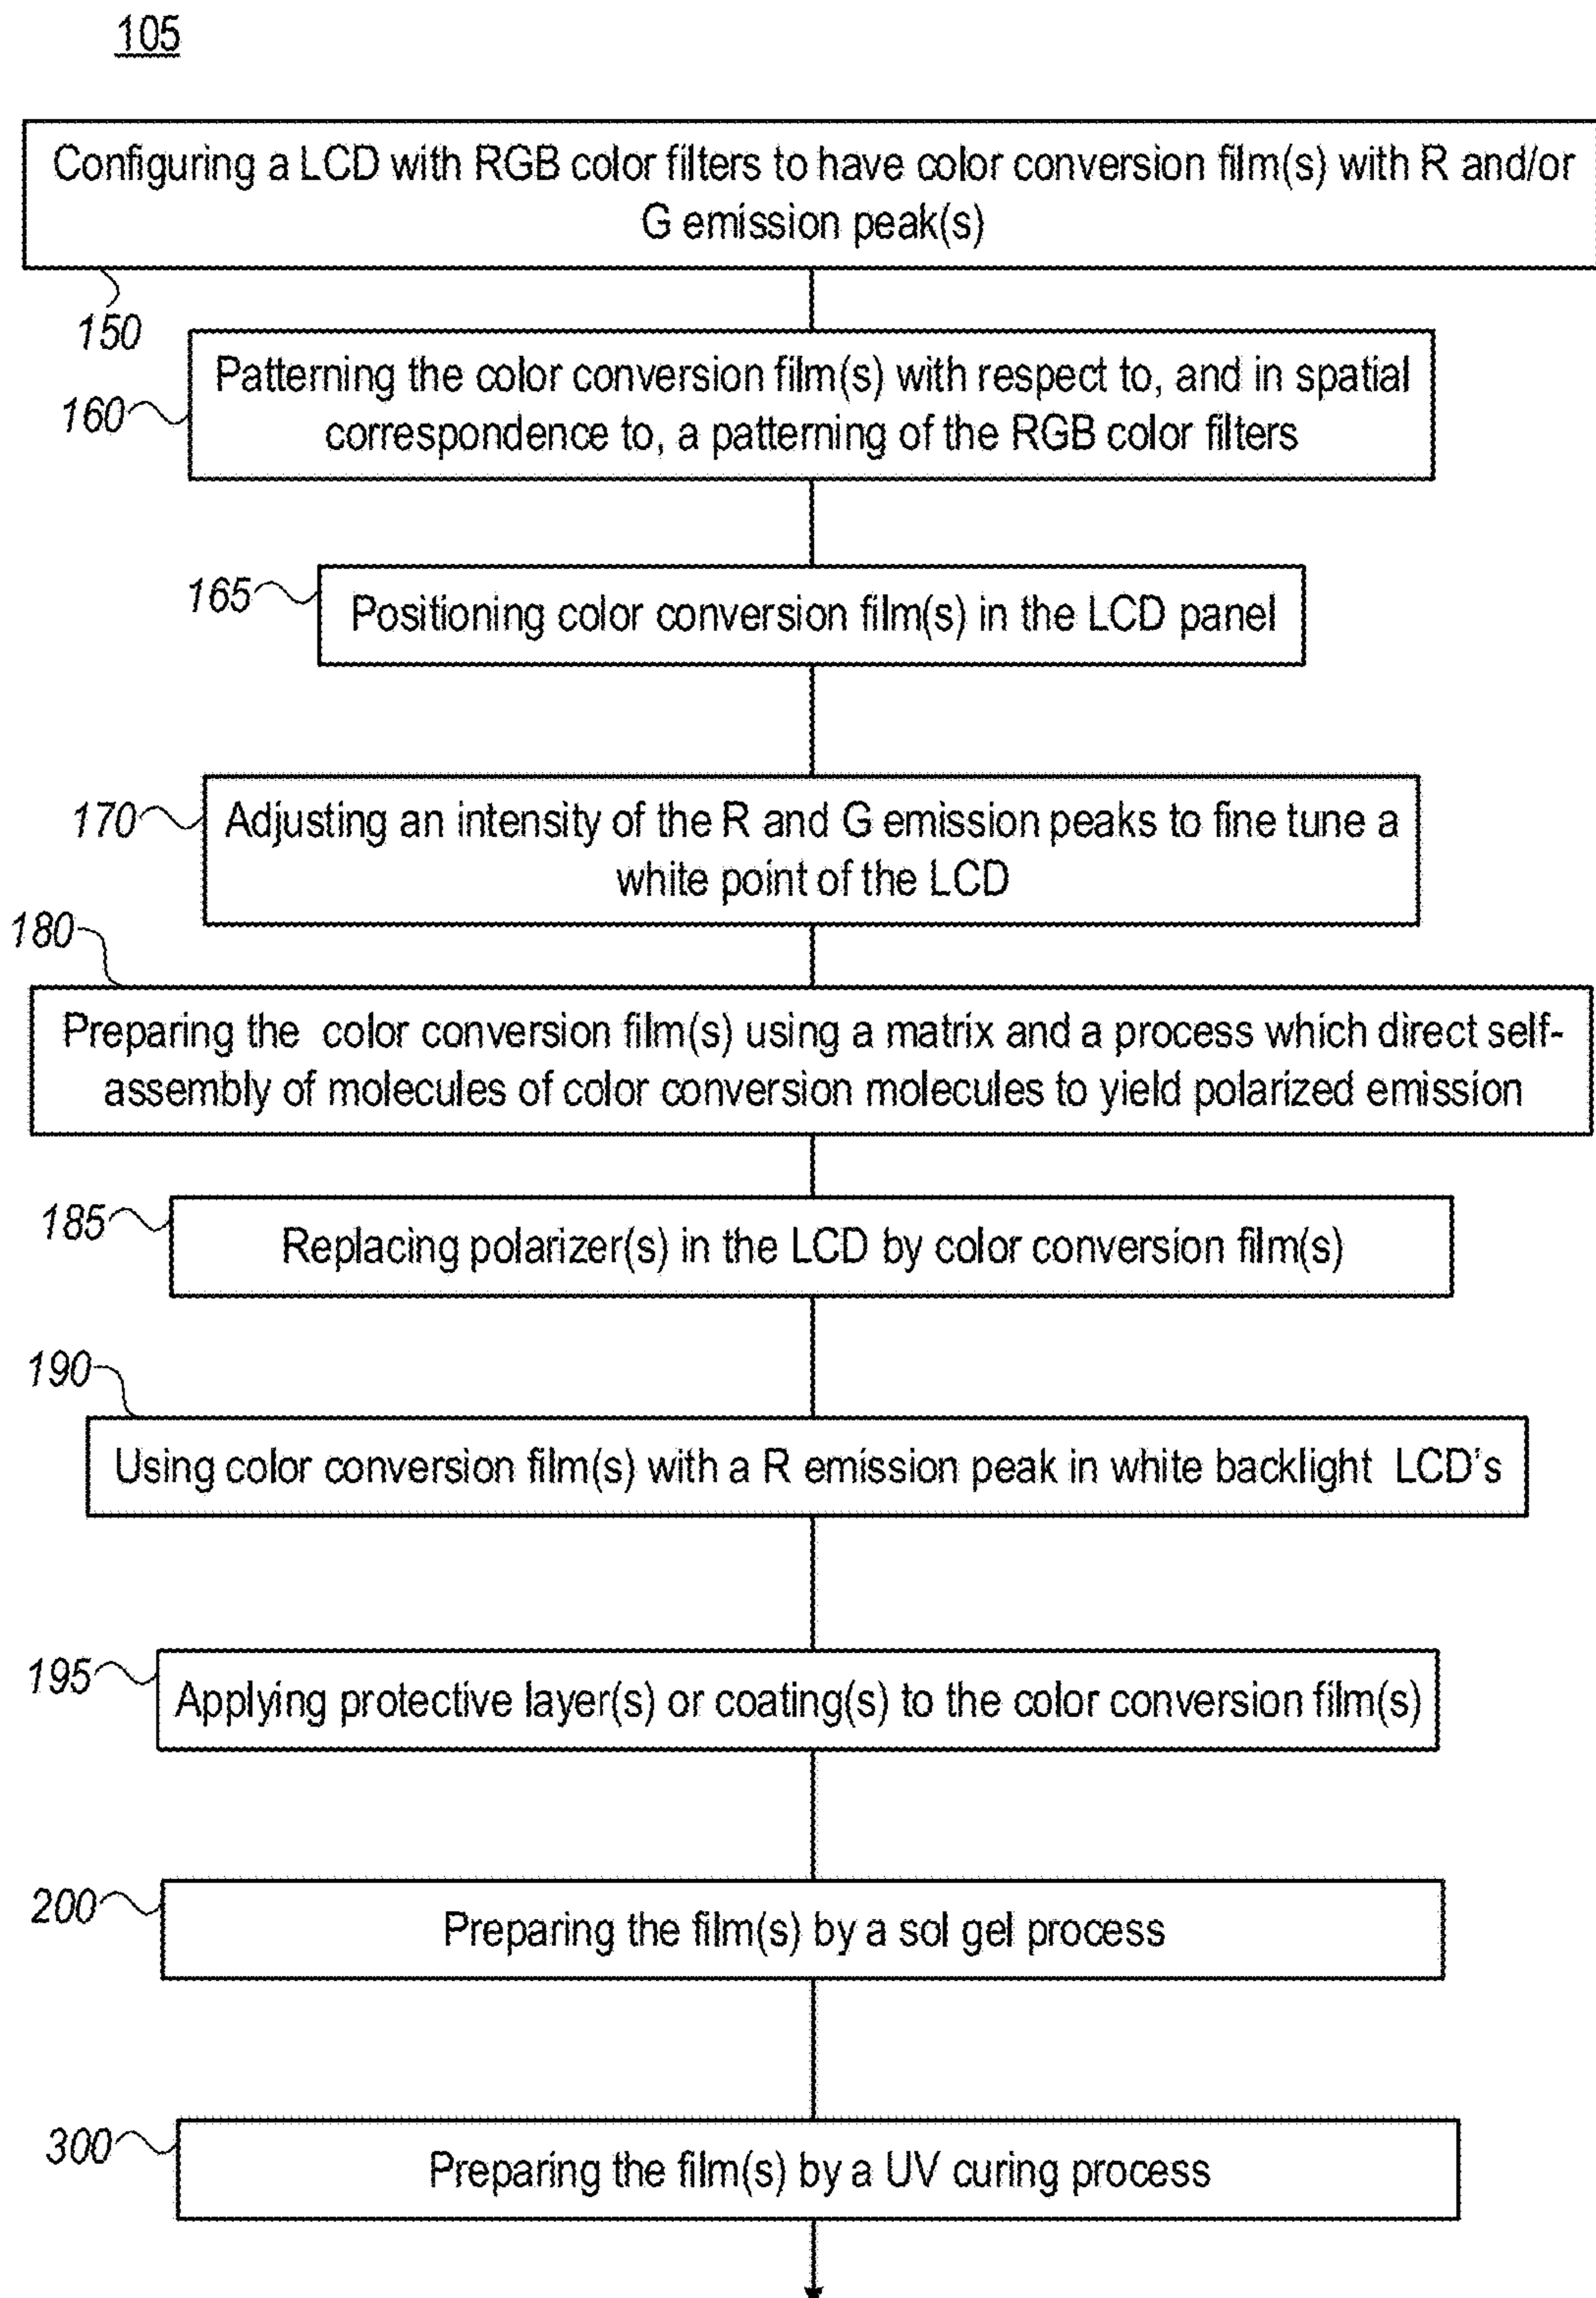 105
Configuring a LCD with RGB color filters to have color conversion film(s) with R and/or
G emission peak(s)
150
Patterning the color conversion film(s) with respect to, and in spatial
correspondence to, a patterning of the RGB color filters
160
165
Positioning color conversion film(s) in the LCD panel
170
Adjusting an intensity of the R and G emission peaks to fine tune a
white point of the LCD
180
Preparing the color conversion film(s) using a matrix and a process which direct self-
assembly of molecules of color conversion molecules to yield polarized emission
185
Replacing polarizer(s) in the LCD by color conversion film(s)
190
Using color conversion film(s) with a R emission peak in white backlight LCD's
195
Applying protective layer(s) or coating(s) to the color conversion film(s)
200
Preparing the film(s) by a sol gel process
300
Preparing the film(s) by a UV curing process